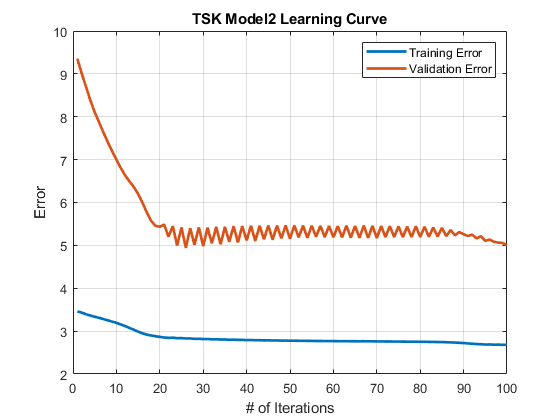 TSK Model2 Learning Curve
10
9
8
7
6
5
4
3
2
Error
Training Error
Validation Error
0 10 20 30 40 50 60 70 80 90 100
# of Iterations